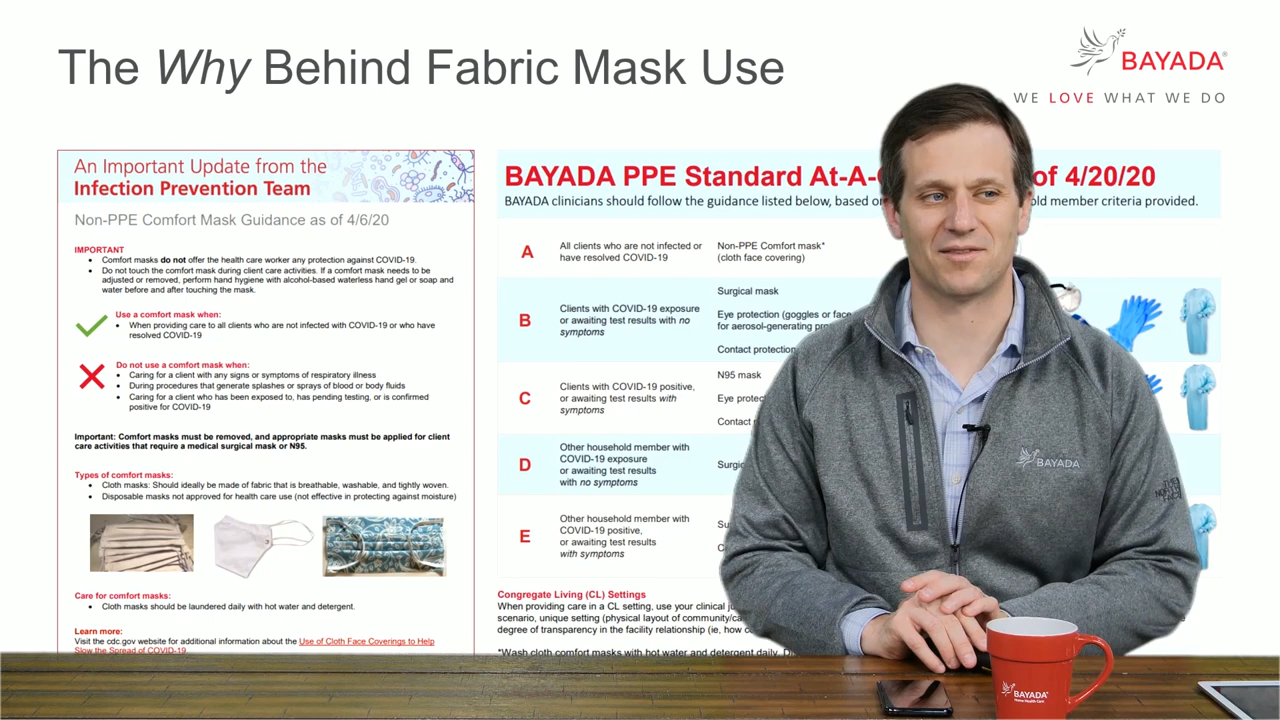 The Why Behind Fabric Mask Use
BAYADA
WE LOVE WHAT WE DO
An Important Update from the
Infection Prevention Team
Non-PPE Comfort Mask Guidance as of 4/6/20
IMPORTANT
Comfort masks do not offer the health care worker any protection against COVID-19.
Do not touch the comfort mask during client care activities. If a comfort mask needs to be
adjusted or removed, perform hand hygiene with alcohol-based waterless hand gel or soap and
water before and after touching the mask.
Use a comfort mask when:
When providing care to all clients who are not infected with COVID-19 or who have
resolved COVID-19
Do not use a comfort mask when:
Caring for a client with any signs or symptoms of respiratory illness
During procedures that generate splashes or sprays of blood or body fluids
Caring for a client who has been exposed to, has pending testing, or is confirmed
positive for COVID-19
Important: Comfort masks must be removed, and appropriate masks must be applied for client
care activities that require a medical surgical mask or N95.
Types of comfort masks:
Cloth masks: Should ideally be made of fabric that is breathable, washable, and tightly woven.
Disposable masks not approved for health care use (not effective in protecting against moisture)
Care for comfort masks:
Cloth masks should be laundered daily with hot water and detergent.
Learn more:
Visit the cdc.gov website for additional information about the Use of Cloth Face Coverings to Help
Slow the Spread of COVID-19.
BAYADA PPE Standard At-A- of 4/20/20
BAYADA clinicians should follow the guidance listed below, based on member criteria provided.
A
All clients who are not infected or
have resolved COVID-19
Non-PPE Comfort mask*
(cloth face covering)
B
Clients with COVID-19 exposure
or awaiting test results with no
symptoms
Surgical mask
Eye protection (goggles or face
for aerosol-generating
Contact protection
C
Clients with COVID-19 positive,
or awaiting test results with
symptoms
N95 mask
Eye
Contact
D
Other household member with
COVID-19 exposure
or awaiting test results
with no symptoms
E
Other household member with
COVID-19 positive,
or awaiting test results
with symptoms
Congregate Living (CL) Settings
When providing care in a CL setting, use your clinical
scenario, unique setting (physical layout of
degree of transparency in the facility relationship (ie, how
*Wash cloth comfort masks with hot water and detergent daily.
BAYADA
THE
NORTH
FACE
BAYADA
Home Health Care